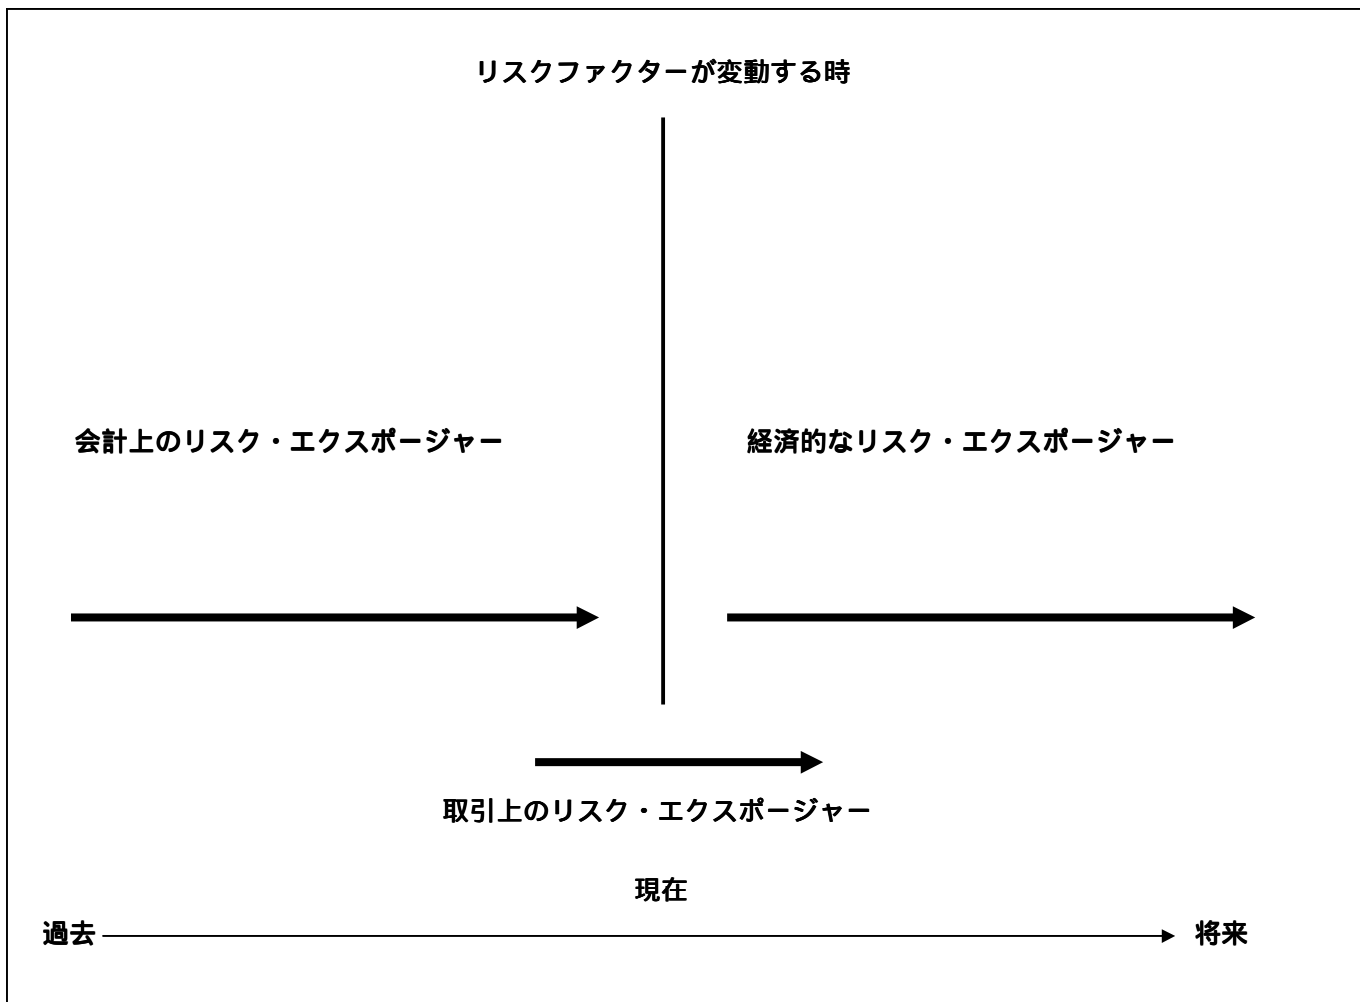 リスクファクターが変動する時
会計上のリスク・エクスポージャー
経済的なリスク・エクスポージャー
取引上のリスク・エクスポージャー
現在
過去
将来